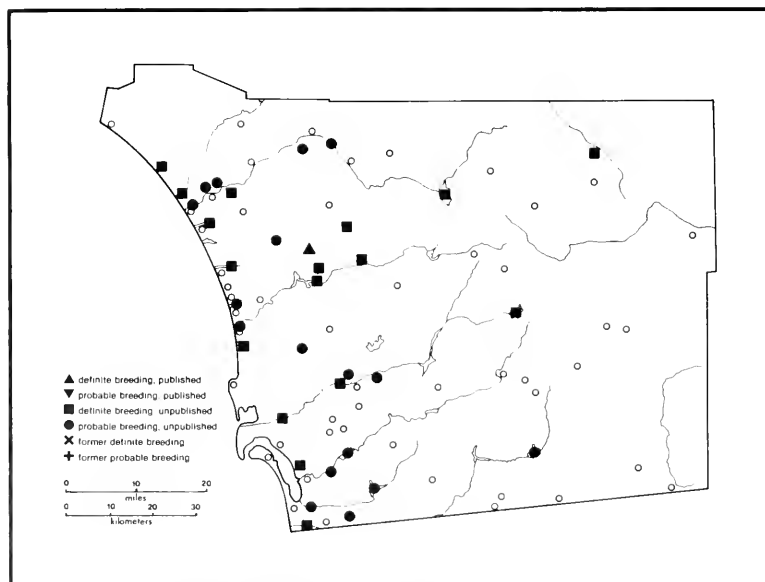 definite breeding, published
probable breeding, published
definite breeding, unpublished
probable breeding, unpublished
former definite breeding
former probable breeding
0 10 20
miles
0 10 20 30
kilometers